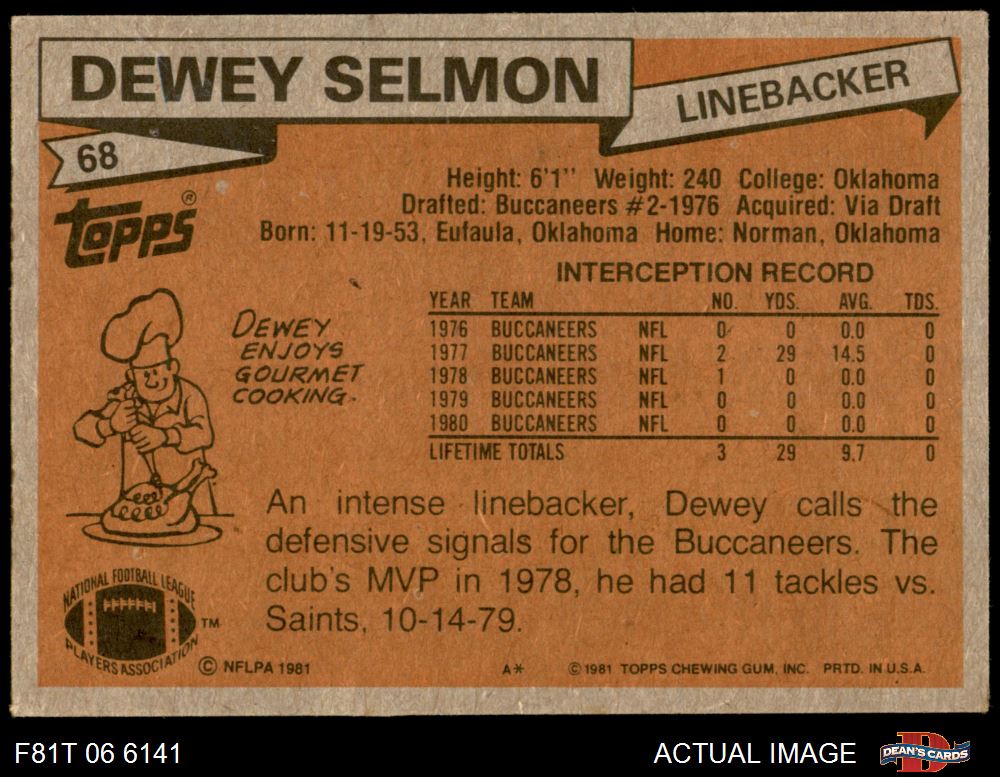 DEWEY SELMON
LINEBACKER
68
TOPPS®
Height: 6'1" Weight: 240 College: Oklahoma
Drafted: Buccaneers #2-1976 Acquired: Via Draft
Born: 11-19-53, Eufaula, Oklahoma Home: Norman, Oklahoma
INTERCEPTION RECORD
YEAR TEAM NO. YDS. AVG. TDS.
1976 BUCCANEERS NFL 0 0 0.0 0
1977 BUCCANEERS NFL 2 29 14.5 0
1978 BUCCANEERS NFL 1 0 0.0 0
1979 BUCCANEERS NFL 0 0 0.0 0
1980 BUCCANEERS NFL 0 0 0.0 0
LIFETIME TOTALS 3 29 9.7 0
DEWEY
ENJOYS
GOURMET
COOKING.
An intense linebacker, Dewey calls the
defensive signals for the Buccaneers. The
club's MVP in 1978, he had 11 tackles vs.
Saints, 10-14-79.
NATIONAL FOOTBALL LEAGUE
PLAYERS ASSOCIATION
TM
© NFLPA 1981 A* © 1981 TOPPS CHEWING GUM, INC. PRTD. IN U.S.A.
F81T 06 6141 ACTUAL IMAGE D DEAN'S CARDS